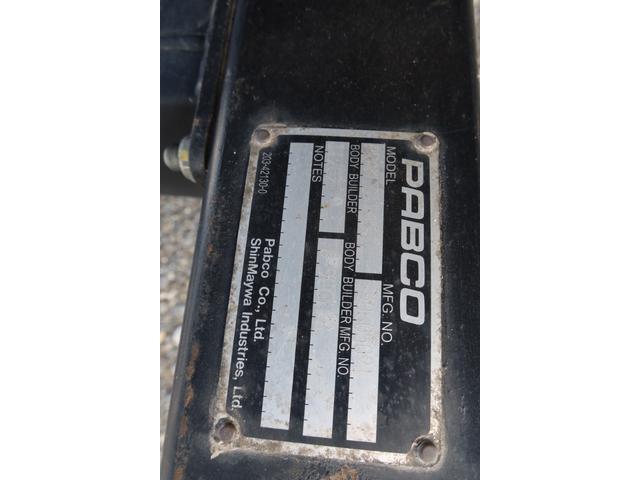 PABCO
MODEL MFG. NO.
BODY BUILDER BODY BUILDER MFG. NO.
NOTES
203-42130-0 Pabco Co., Ltd.
ShinMaywa Industries, Ltd.